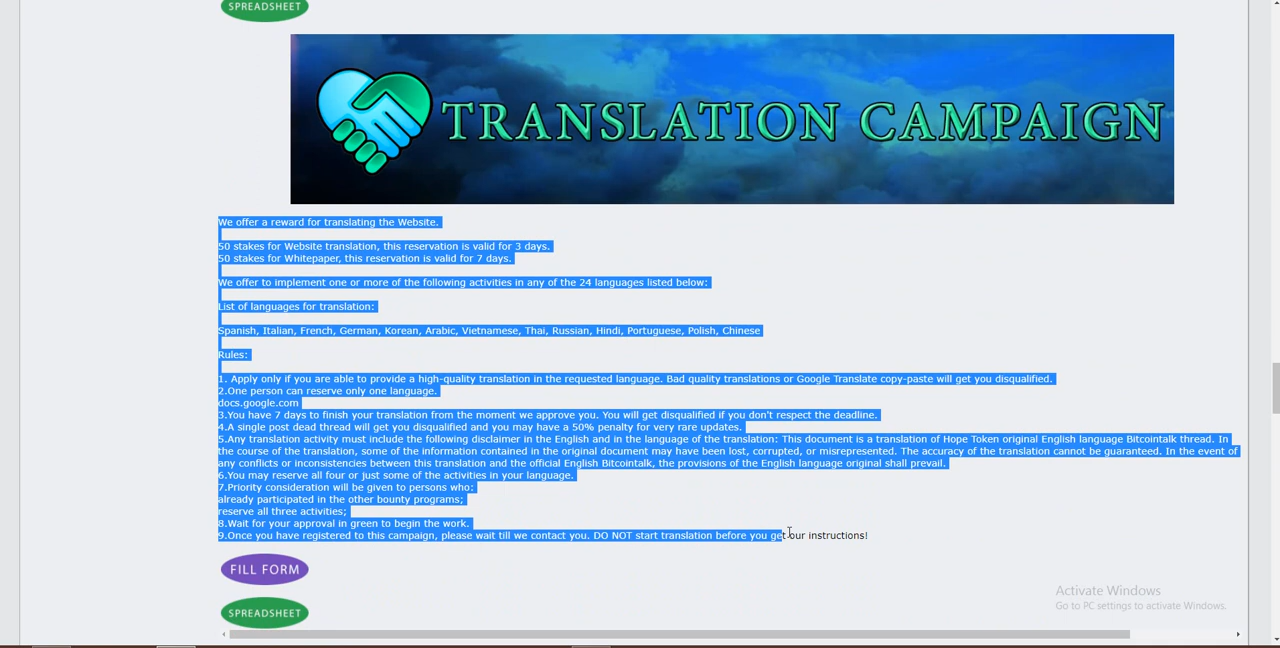 SPREADSHEET
TRANSLATION CAMPAIGN
We offer a reward for translating the Website.
50 stakes for Website translation, this reservation is valid for 3 days.
50 stakes for Whitepaper, this reservation is valid for 7 days.
We offer to implement one or more of the following activities in any of the 24 languages listed below:
List of languages for translation:
Spanish, Italian, French, German, Korean, Arabic, Vietnamese, Thai, Russian, Hindi, Portuguese, Polish, Chinese
Rules:
1. Apply only if you are able to provide a high-quality translation in the requested language. Bad quality translations or Google Translate copy-paste will get you disqualified.
2.One person can reserve only one language.
docs.google.com
3.You have 7 days to finish your translation from the moment we approve you. You will get disqualified if you don't respect the deadline.
4.A single post dead thread will get you disqualified and you may have a 50% penalty for very rare updates.
5.Any translation activity must include the following disclaimer in the English and in the language of the translation: This document is a translation of Hope Token original English language Bitcointalk thread. In
the course of the translation, some of the information contained in the original document may have been lost, corrupted, or misrepresented. The accuracy of the translation cannot be guaranteed. In the event of
any conflicts or inconsistencies between this translation and the official English Bitcointalk, the provisions of the English language original shall prevail.
6.You may reserve all four or just some of the activities in your language.
7.Priority consideration will be given to persons who:
already participated in the other bounty programs;
reserve all three activities;
8.Wait for your approval in green to begin the work.
9.Once you have registered to this campaign, please wait till we contact you. DO NOT start translation before you get our instructions!
FILL FORM
Activate Windows
Go to PC settings to activate Windows.
SPREADSHEET